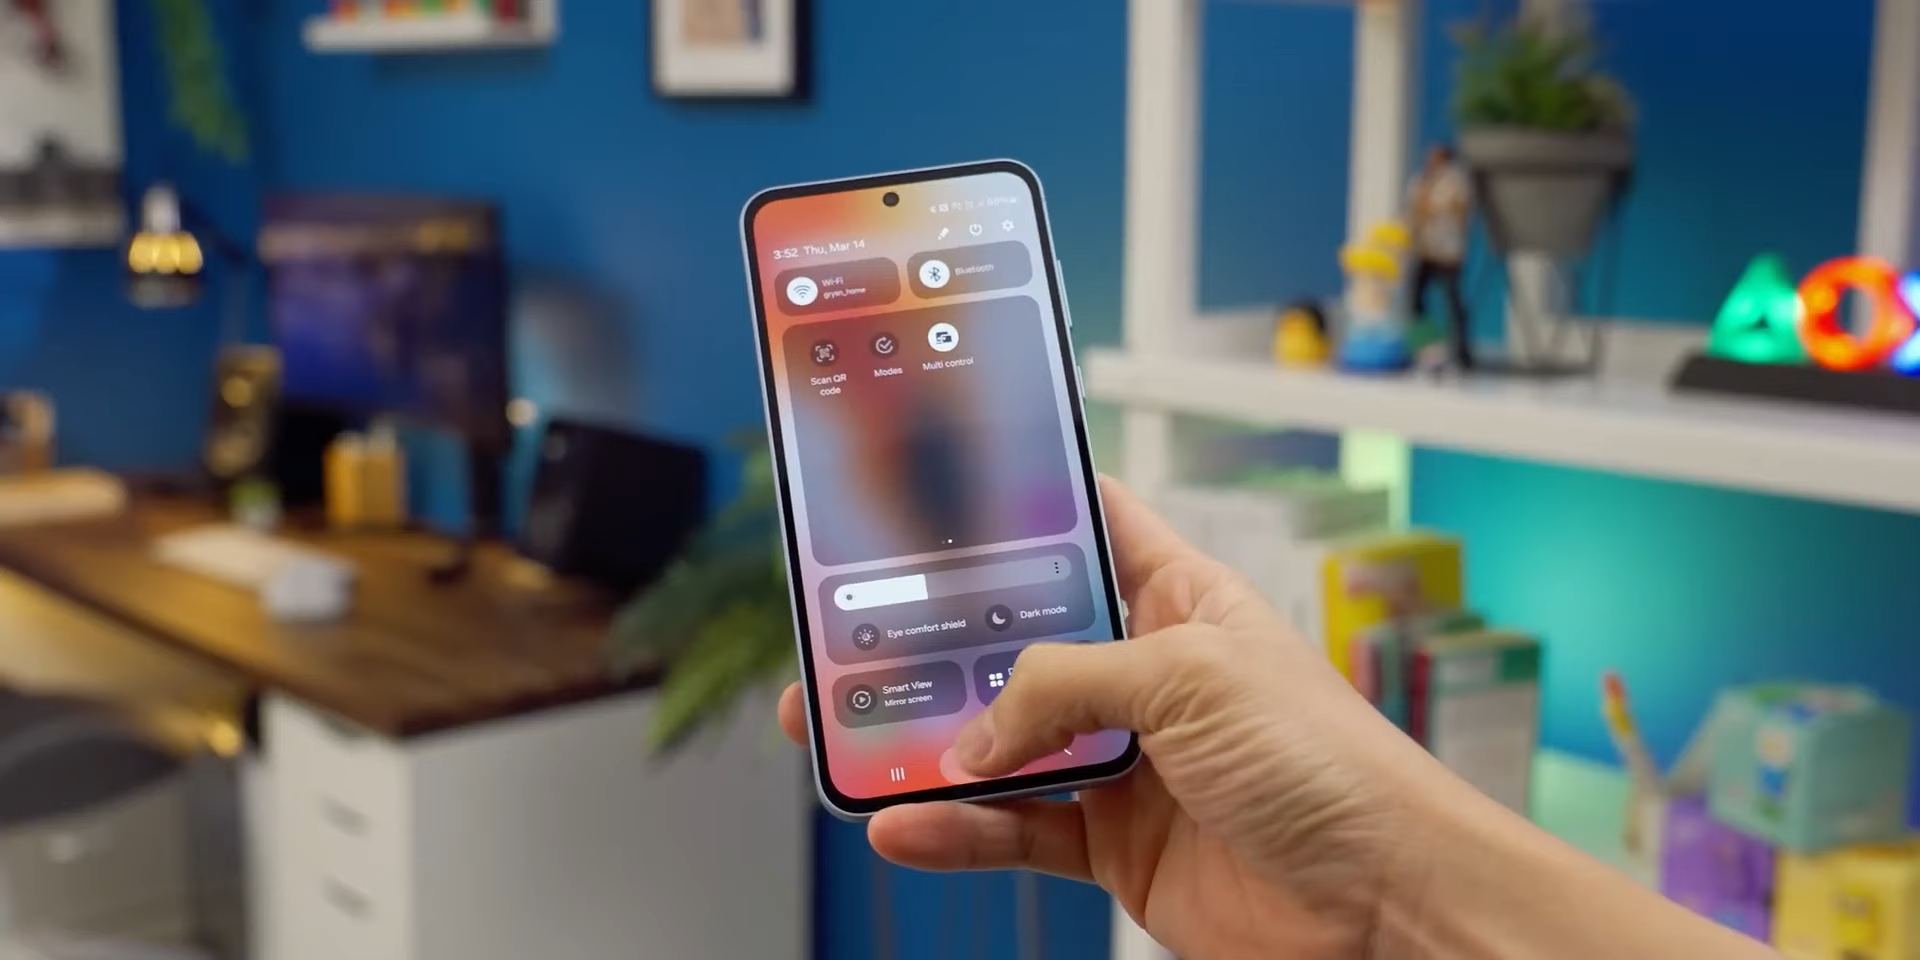 3:52 Thu, Mar 14
Wi-Fi
@ryan_home
Bluetooth
Scan QR
code
Modes
Multi control
Eye comfort shield
Dark mode
Smart View
Mirror screen